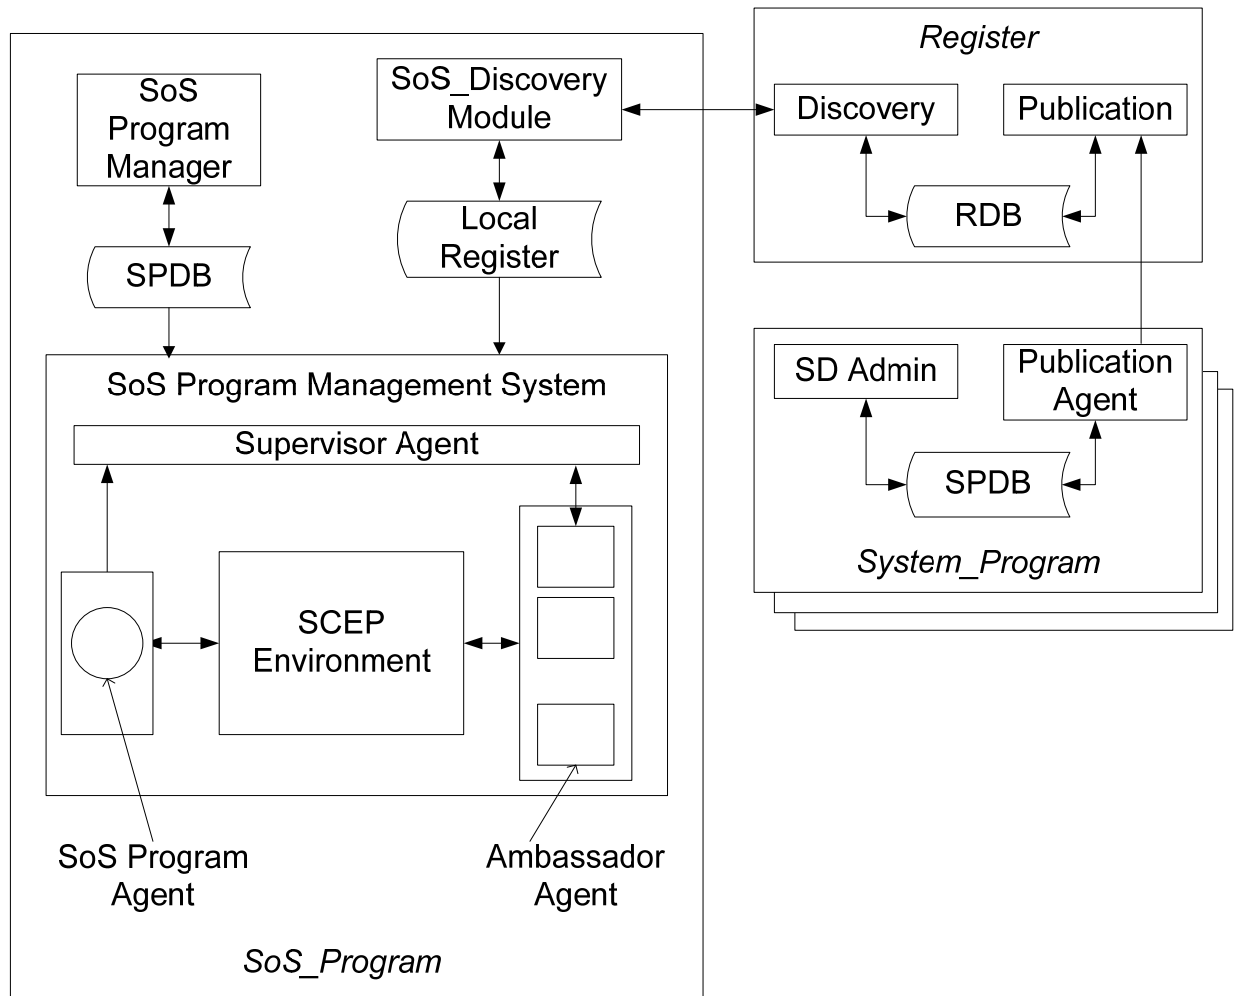 SoS
Program
Manager
SPDB
SoS_Discovery
Module
Local
Register
SoS Program Management System
Supervisor Agent
SCEP
Environment
SoS Program
Agent
Ambassador
Agent
SoS_Program
Register
Discovery
Publication
RDB
SD Admin
Publication
Agent
SPDB
System_Program